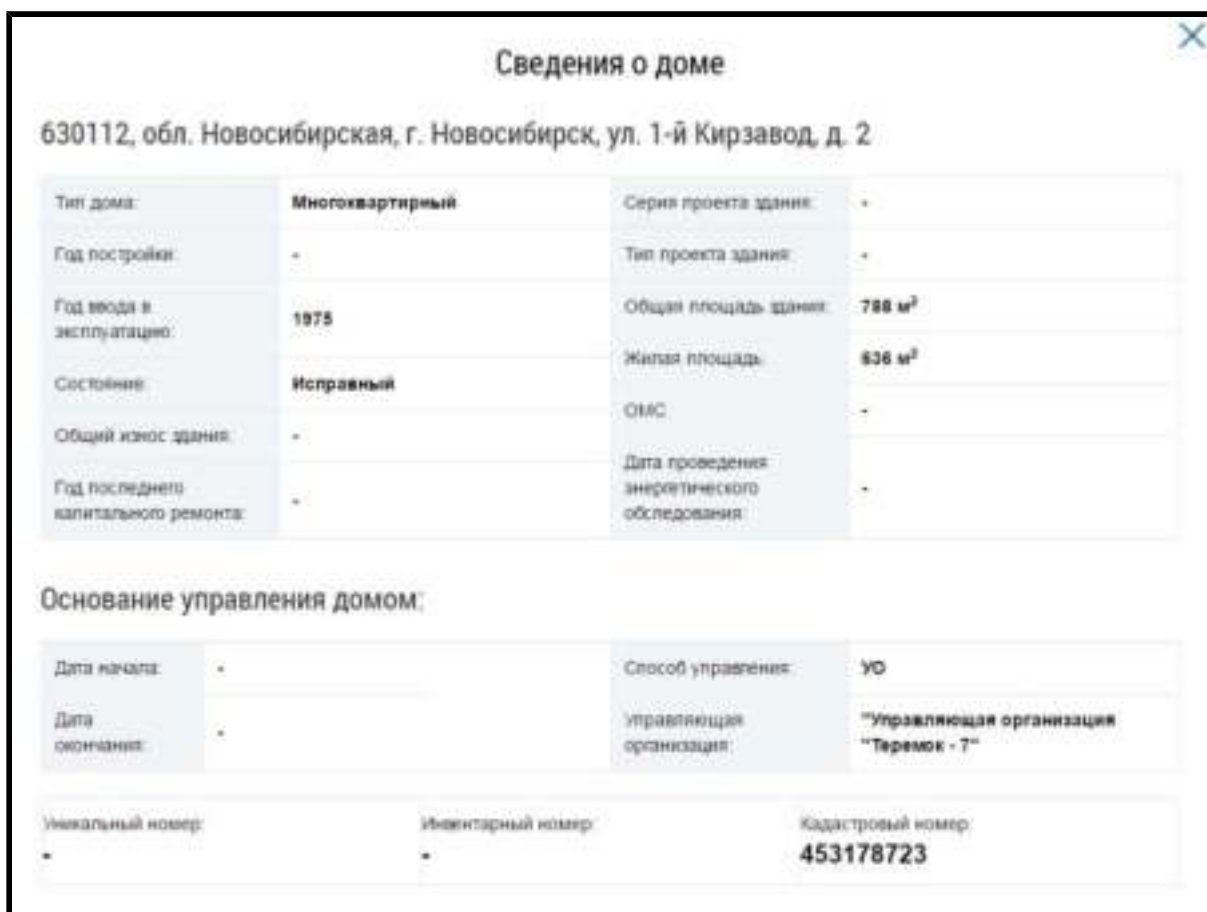 Сведения о доме
630112, обл. Новосибирская, г. Новосибирск, ул. 1-й Кирзавод, д. 2
Тип дома: Многоквартирный
Год постройки: -
Год ввода в
эксплуатацию: 1975
Состояние: Исправный
Общий износ здания: -
Год последнего
капитального ремонта: -
Серия проекта здания: -
Тип проекта здания: -
Общая площадь здания: 788 м²
Жилая площадь: 636 м²
ОМС -
Дата проведения
энергетического
обследования: -
Основание управления домом:
Дата начала: -
Дата
окончания: -
Способ управления: УО
Управляющая
организация:
"Управляющая организация
"Теремок - 7"
Уникальный номер:
-
Инвентарный номер:
-
Кадастровый номер:
453178723